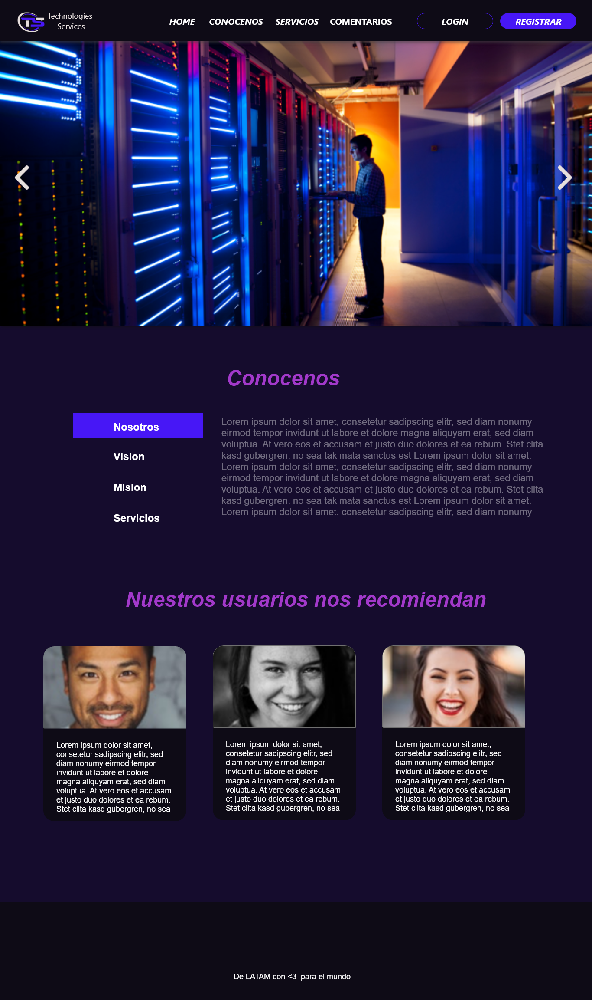 TS Technologies
Services
HOME CONOCENOS SERVICIOS COMENTARIOS LOGIN REGISTRAR
Conocenos
Nosotros
Vision
Mision
Servicios
Lorem ipsum dolor sit amet, consetetur sadipscing elitr, sed diam nonumy
eirmod tempor invidunt ut labore et dolore magna aliquyam erat, sed diam
voluptua. At vero eos et accusam et justo duo dolores et ea rebum. Stet clita
kasd gubergren, no sea takimata sanctus est Lorem ipsum dolor sit amet.
Lorem ipsum dolor sit amet, consetetur sadipscing elitr, sed diam nonumy
eirmod tempor invidunt ut labore et dolore magna aliquyam erat, sed diam
voluptua. At vero eos et accusam et justo duo dolores et ea rebum. Stet clita
kasd gubergren, no sea takimata sanctus est Lorem ipsum dolor sit amet.
Lorem ipsum dolor sit amet, consetetur sadipscing elitr, sed diam nonumy
Nuestros usuarios nos recomiendan
Lorem ipsum dolor sit amet,
consetetur sadipscing elitr, sed
diam nonumy eirmod tempor
invidunt ut labore et dolore
magna aliquyam erat, sed diam
voluptua. At vero eos et accusam
et justo duo dolores et ea rebum.
Stet clita kasd gubergren, no sea
Lorem ipsum dolor sit amet,
consetetur sadipscing elitr, sed
diam nonumy eirmod tempor
invidunt ut labore et dolore
magna aliquyam erat, sed diam
voluptua. At vero eos et accusam
et justo duo dolores et ea rebum.
Stet clita kasd gubergren, no sea
Lorem ipsum dolor sit amet,
consetetur sadipscing elitr, sed
diam nonumy eirmod tempor
invidunt ut labore et dolore
magna aliquyam erat, sed diam
voluptua. At vero eos et accusam
et justo duo dolores et ea rebum.
Stet clita kasd gubergren, no sea
De LATAM con <3  para el mundo